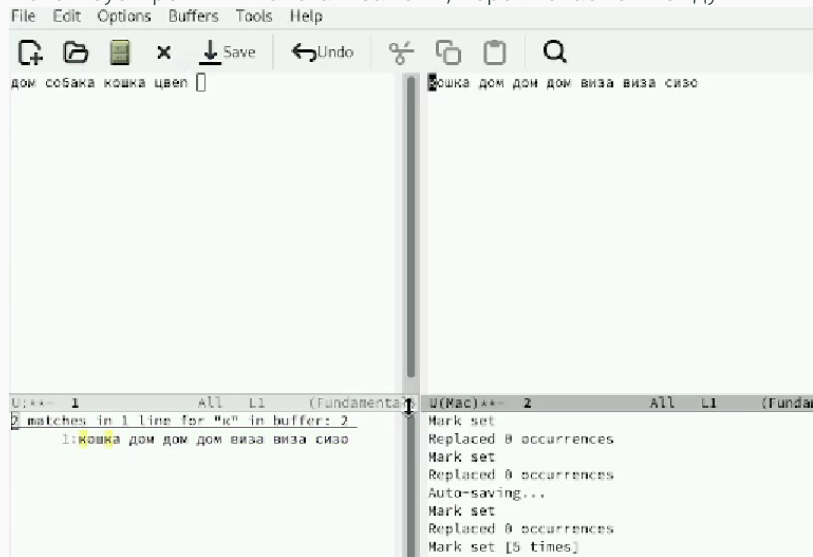 File Edit Options Buffers Tools Help
Save Undo
дом собака кошка цвеп
кошка дом дом дом виза виза сизо
U:**- 1 All L1 (Fundamental
U(Mac)**- 2 All L1 (Fundam
2 matches in 1 line for "к" in buffer: 2
1:кошка дом дом дом виза виза сизо
Mark set
Replaced 0 occurrences
Mark set
Replaced 0 occurrences
Auto-saving...
Mark set
Replaced 0 occurrences
Mark set [5 times]